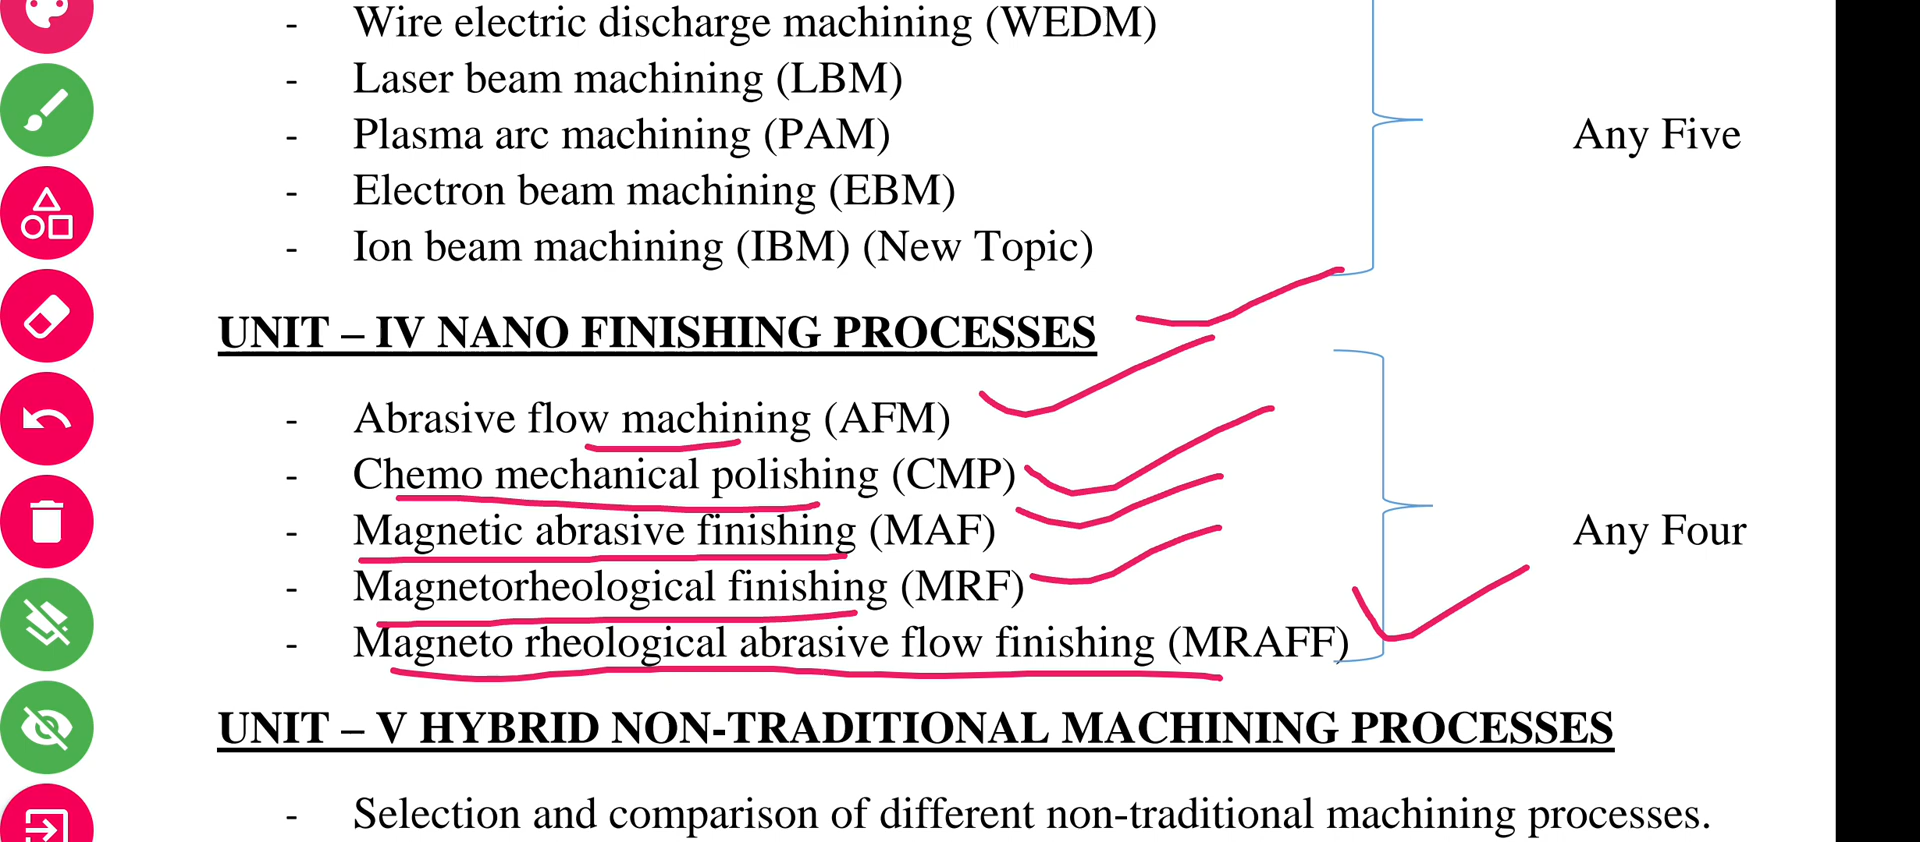 - Wire electric discharge machining (WEDM)
- Laser beam machining (LBM)
- Plasma arc machining (PAM)
Any Five
- Electron beam machining (EBM)
- Ion beam machining (IBM) (New Topic)
UNIT – IV NANO FINISHING PROCESSES
- Abrasive flow machining (AFM)
- Chemo mechanical polishing (CMP)
- Magnetic abrasive finishing (MAF)
Any Four
- Magnetorheological finishing (MRF)
- Magneto rheological abrasive flow finishing (MRAFF)
UNIT – V HYBRID NON-TRADITIONAL MACHINING PROCESSES
- Selection and comparison of different non-traditional machining processes.